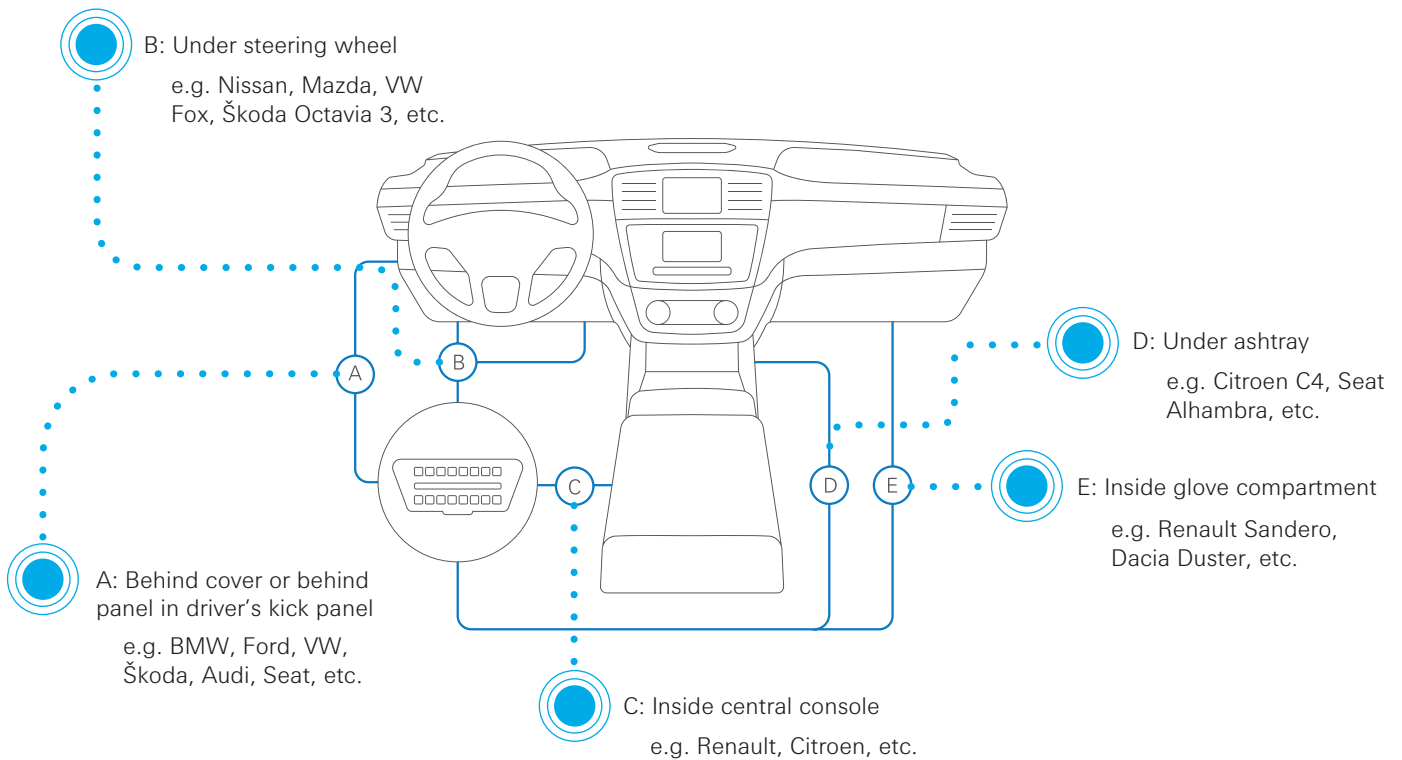 B: Under steering wheel
e.g. Nissan, Mazda, VW
Fox, Škoda Octavia 3, etc.
A
B
C
D
E
D: Under ashtray
e.g. Citroen C4, Seat
Alhambra, etc.
E: Inside glove compartment
e.g. Renault Sandero,
Dacia Duster, etc.
A: Behind cover or behind
panel in driver’s kick panel
e.g. BMW, Ford, VW,
Škoda, Audi, Seat, etc.
C: Inside central console
e.g. Renault, Citroen, etc.